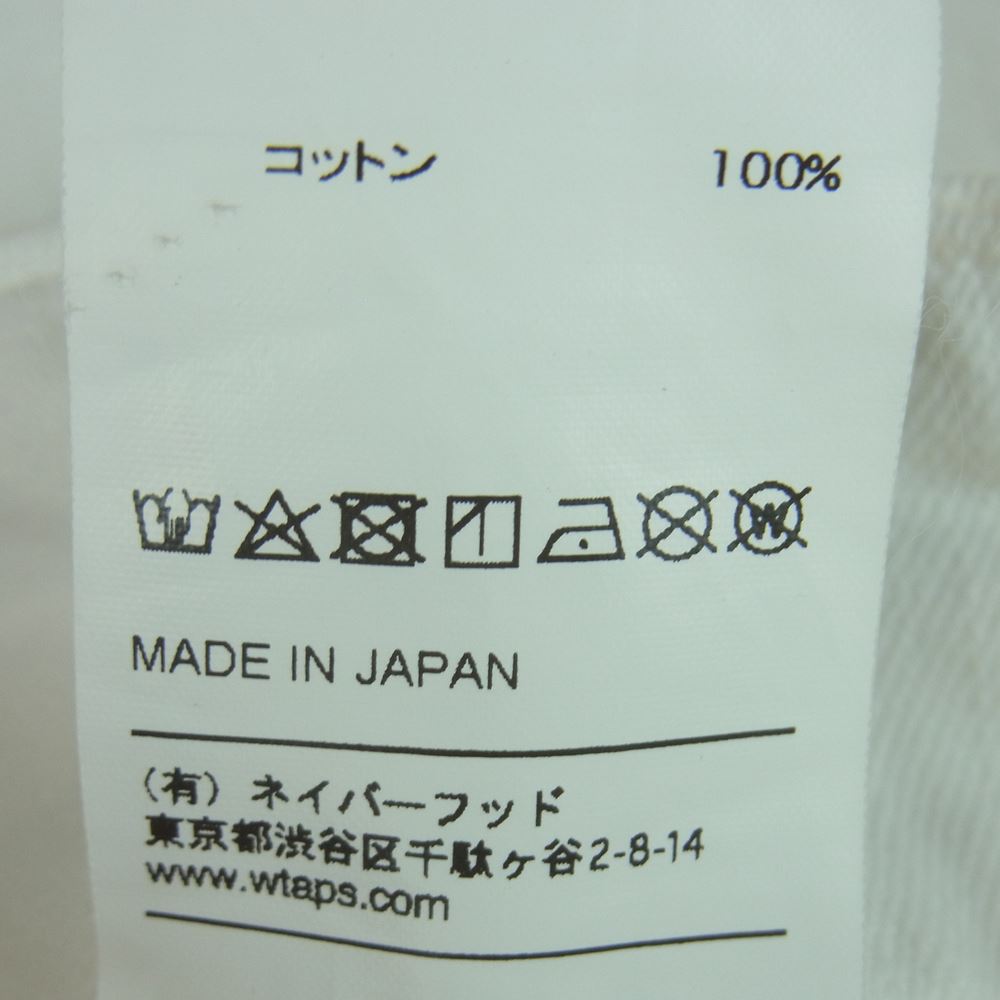 コットン 100%
MADE IN JAPAN
(有) ネイバーフッド
東京都渋谷区千駄ヶ谷2-8-14
www.wtaps.com